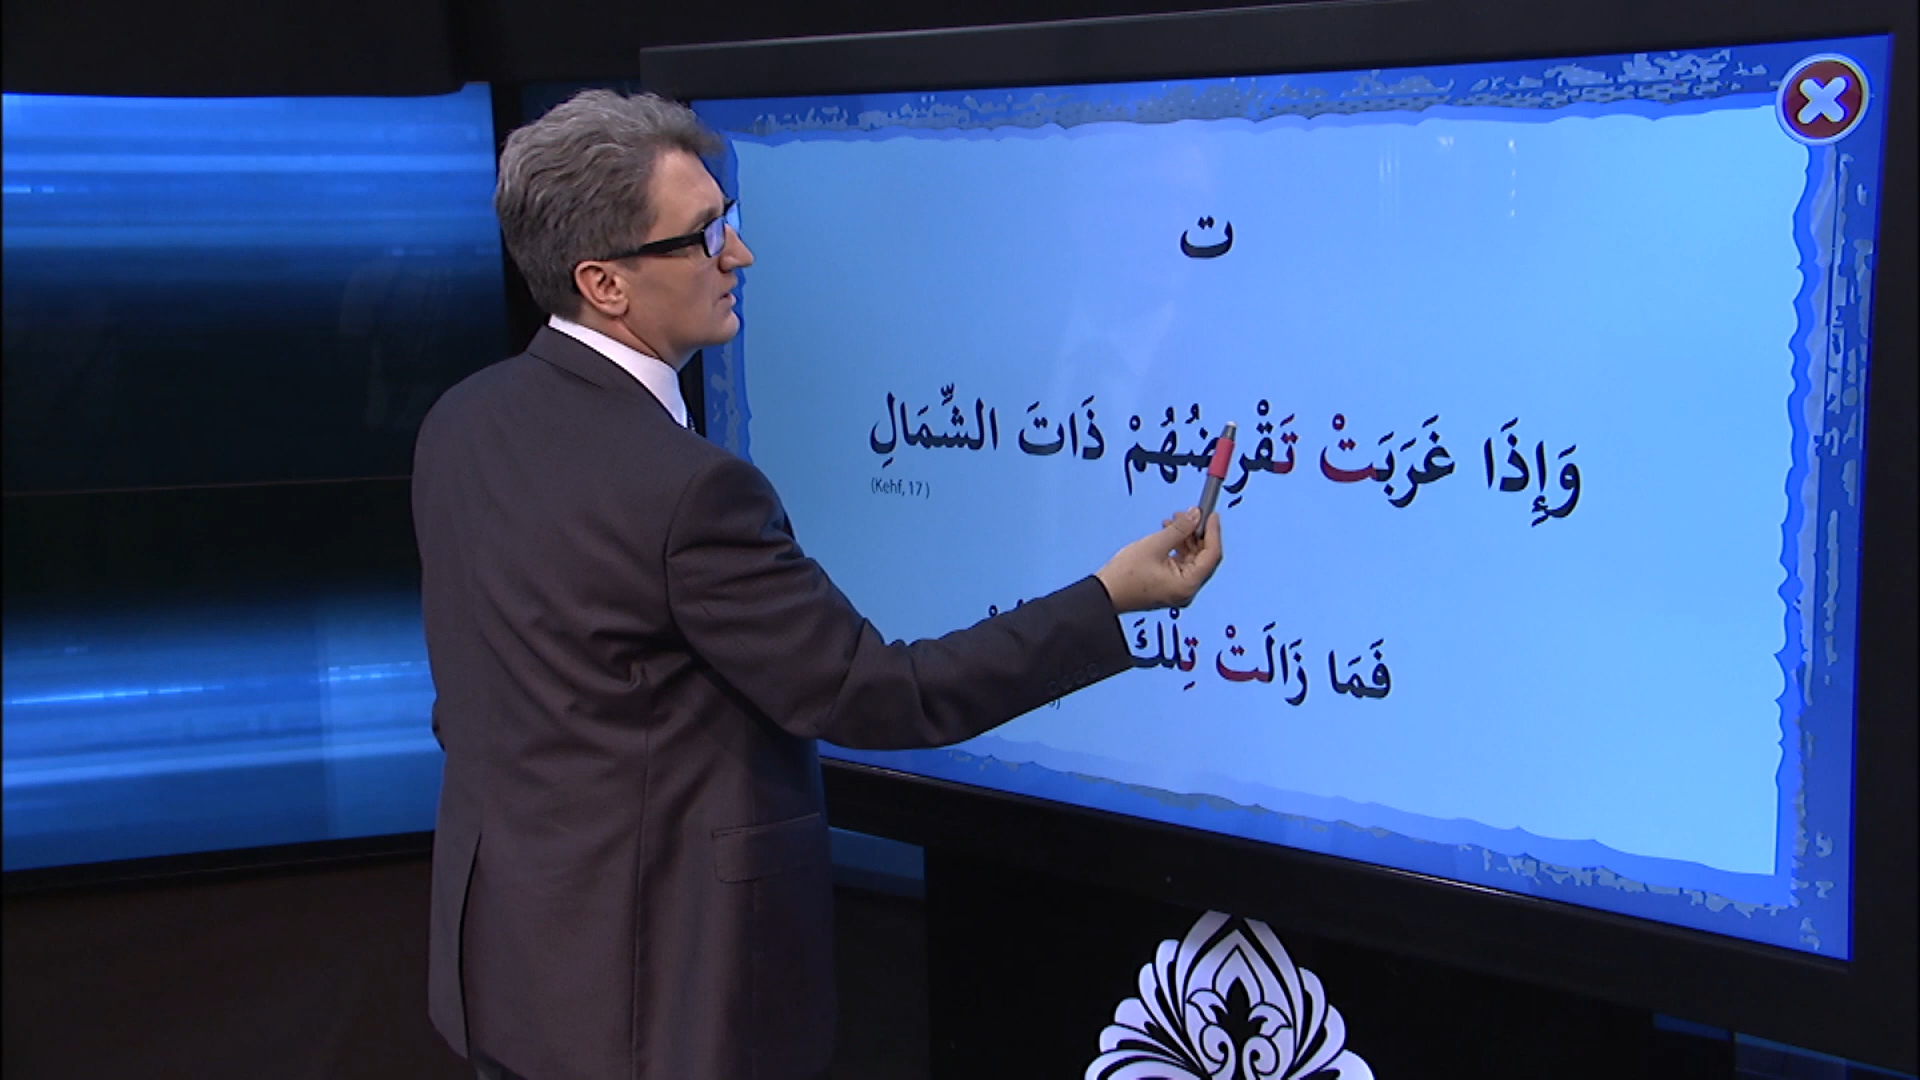 ت
وَإِذَا غَرَبَتْ تَقْرِضُهُمْ ذَاتَ الشِّمَالِ
(Kehf, 17)
فَمَا زَالَتْ تِلْكَ